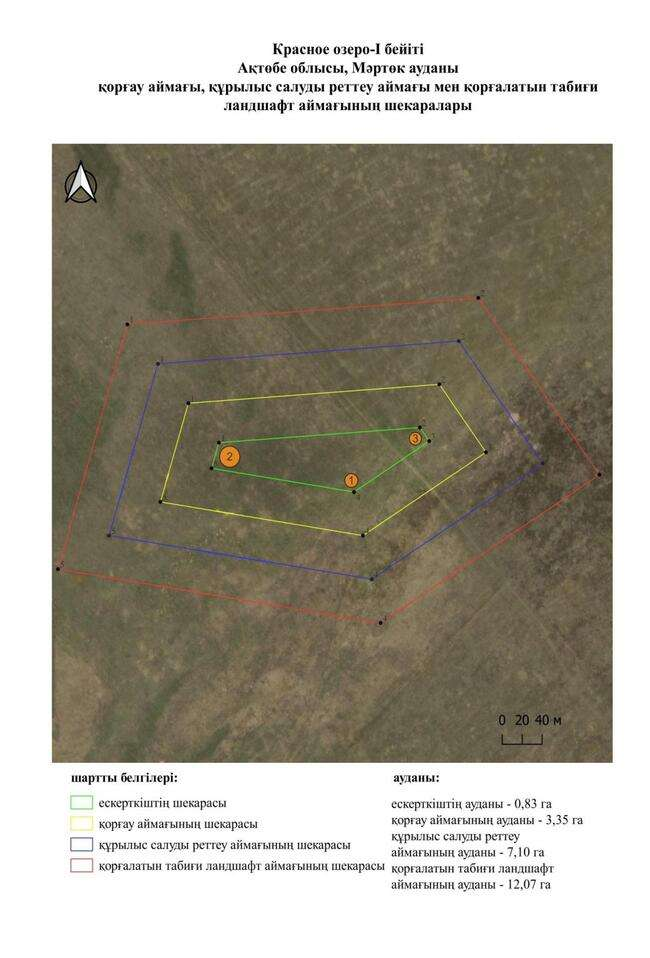 Красное озеро-I бейіті
Ақтөбе облысы, Мәртөк ауданы
қорғау аймағы, құрылыс салуды реттеу аймағы мен қорғалатын табиғи
ландшафт аймағының шекаралары
2
3
1
0 20 40 м
шартты белгілері:
ескерткіштің шекарасы
қорғау аймағының шекарасы
құрылыс салуды реттеу аймағының шекарасы
қорғалатын табиғи ландшафт аймағының шекарасы
ауданы:
ескерткіштің ауданы - 0,83 га
қорғау аймағының ауданы - 3,35 га
құрылыс салуды реттеу
аймағының ауданы - 7,10 га
қорғалатын табиғи ландшафт
аймағының ауданы - 12,07 га